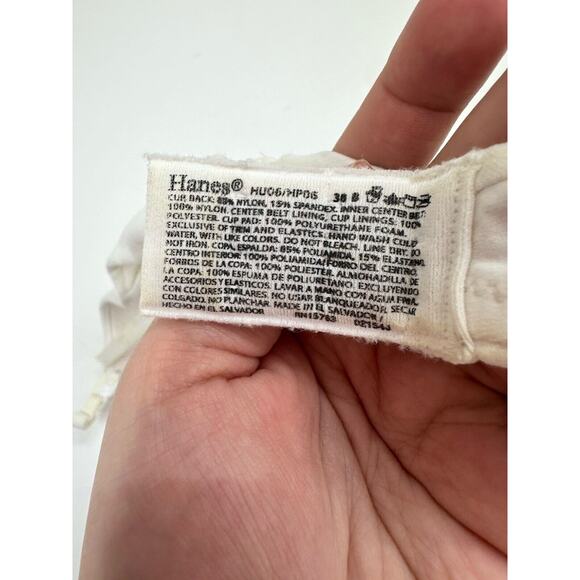 Hanes® HU06/HP06 36 B
CUP, BACK: 85% NYLON, 15% SPANDEX. INNER CENTER BELT:
100% NYLON. CENTER BELT LINING, CUP LININGS: 100%
POLYESTER. CUP PAD: 100% POLYURETHANE FOAM.
EXCLUSIVE OF TRIM AND ELASTICS. HAND WASH COLD
WATER, WITH LIKE COLORS. DO NOT BLEACH. LINE DRY. DO
NOT IRON. COPA, ESPALDA: 85% POLIAMIDA, 15% ELASTANO.
CENTRO INTERIOR: 100% POLIAMIDA. FORRO DEL CENTRO,
FORROS DE LA COPA: 100% POLIESTER. ALMOHADILLA DE
LA COPA: 100% ESPUMA DE POLIURETANO. EXCLUYENDO
ACCESORIOS Y ELASTICOS. LAVAR A MANO CON AGUA FRIA,
CON COLORES SIMILARES. NO USAR BLANQUEADOR. SECAR
COLGADO. NO PLANCHAR. MADE IN EL SALVADOR /
HECHO EN EL SALVADOR RN15763